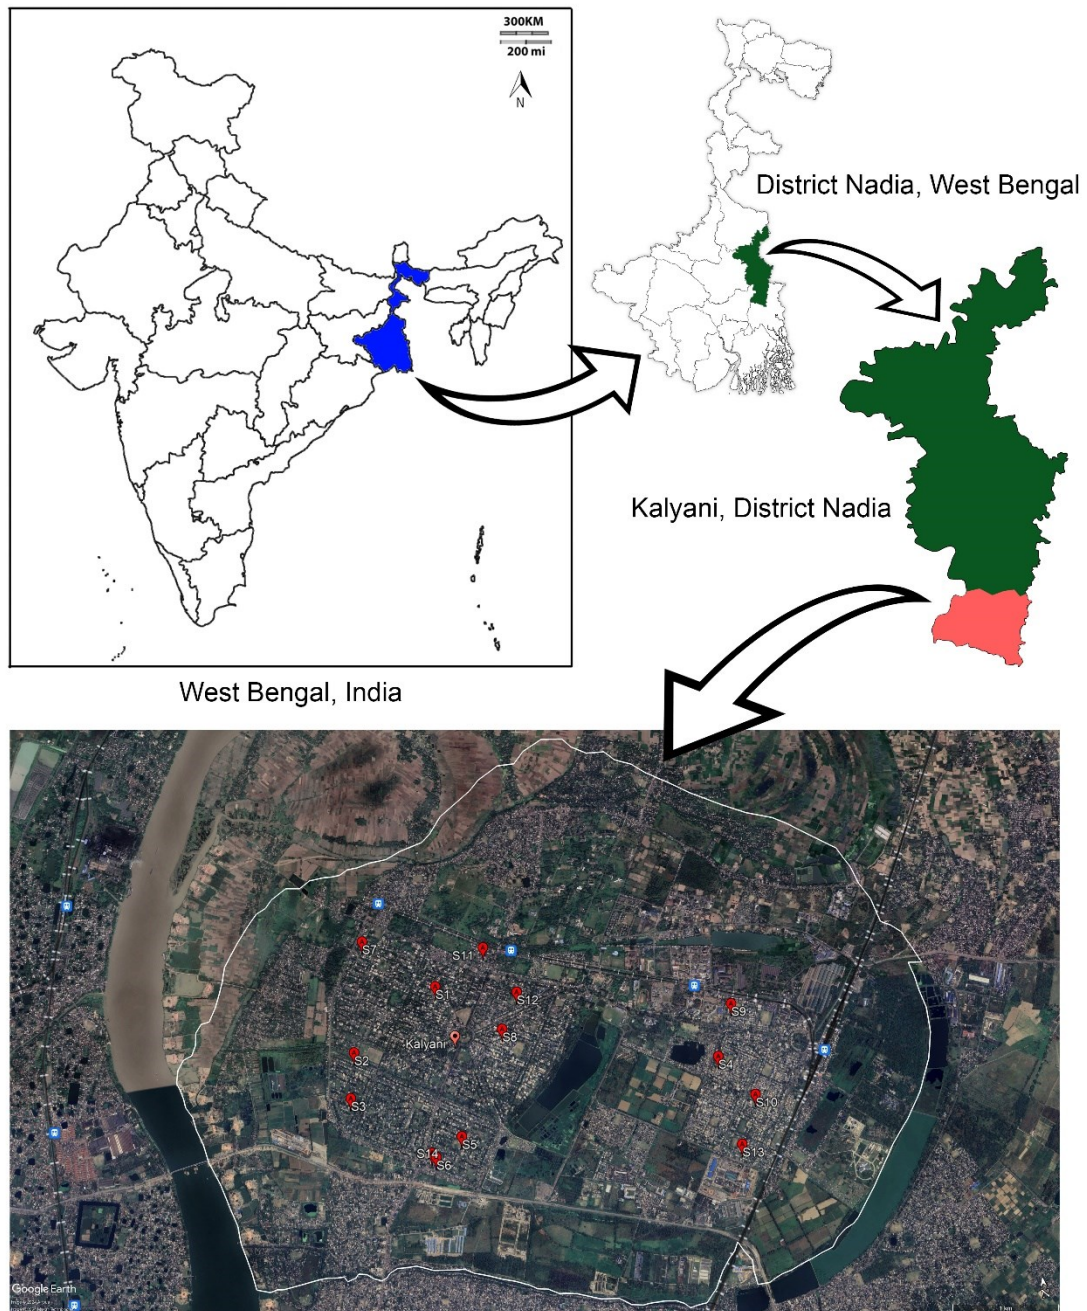 300KM
200 mi
N
District Nadia, West Bengal
Kalyani, District Nadia
West Bengal, India
S7
S11
S1
S12
S9
Kalyani
S8
S2
S4
S3
S10
S5
S13
S14
S6
Google Earth